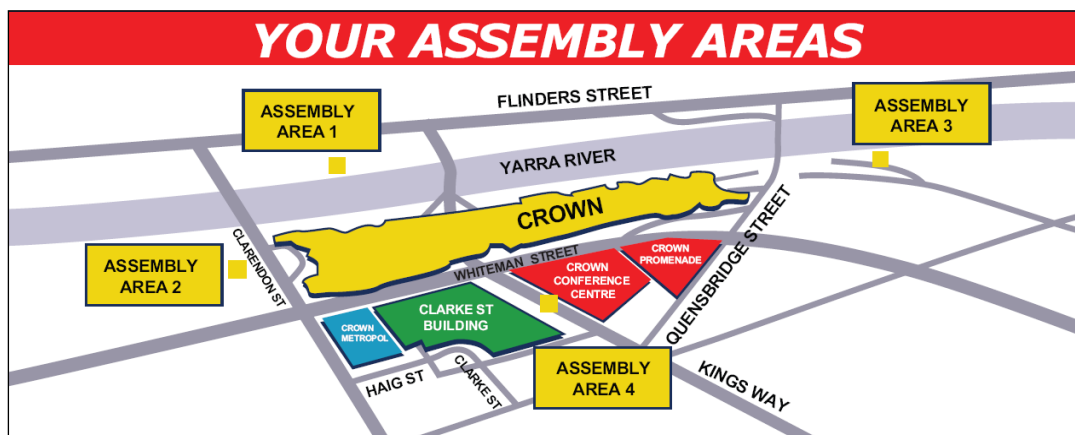 YOUR ASSEMBLY AREAS
FLINDERS STREET
ASSEMBLY
AREA 1
ASSEMBLY
AREA 3
YARRA RIVER
CROWN
CLARENDON ST
ASSEMBLY
AREA 2
WHITEMAN STREET
QUENSBRIDGE STREET
CROWN
PROMENADE
CROWN
CONFERENCE
CENTRE
CLARKE ST
BUILDING
CROWN
METROPOL
HAIG ST
CLARKE ST
ASSEMBLY
AREA 4
KINGS WAY